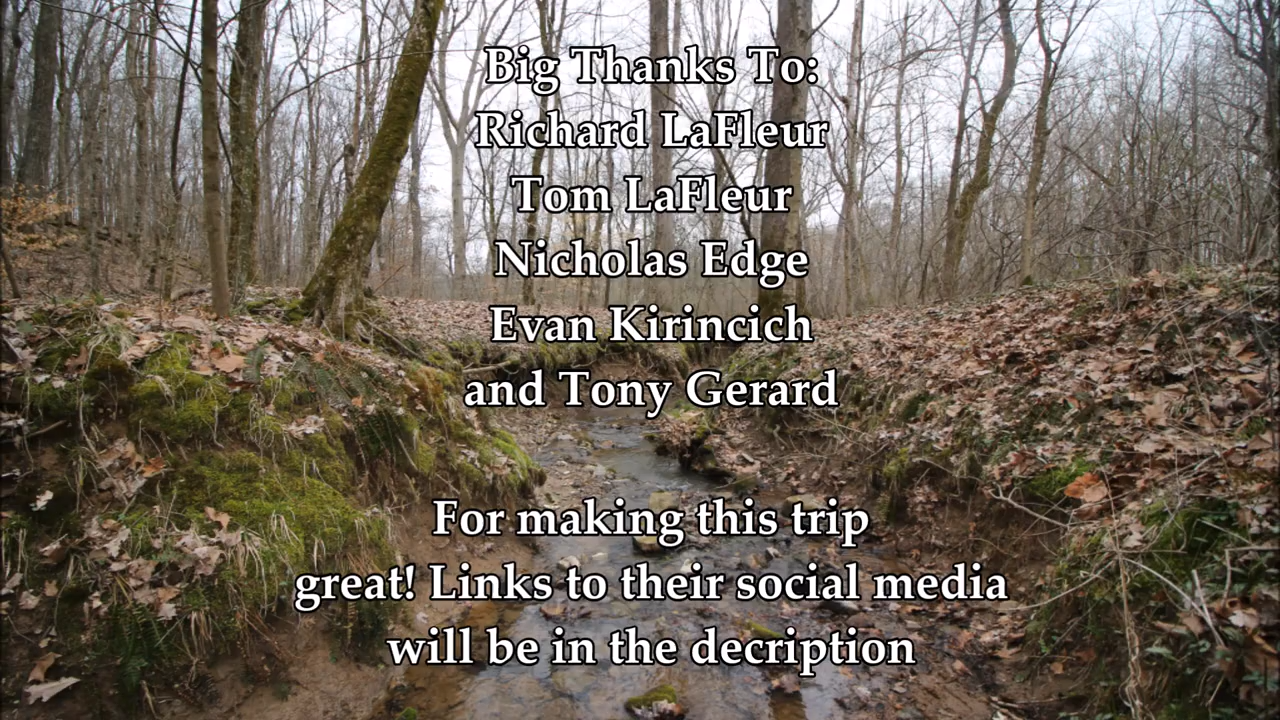 Big Thanks To:
Richard LaFleur
Tom LaFleur
Nicholas Edge
Evan Kirincich
and Tony Gerard
For making this trip
great! Links to their social media
will be in the decription